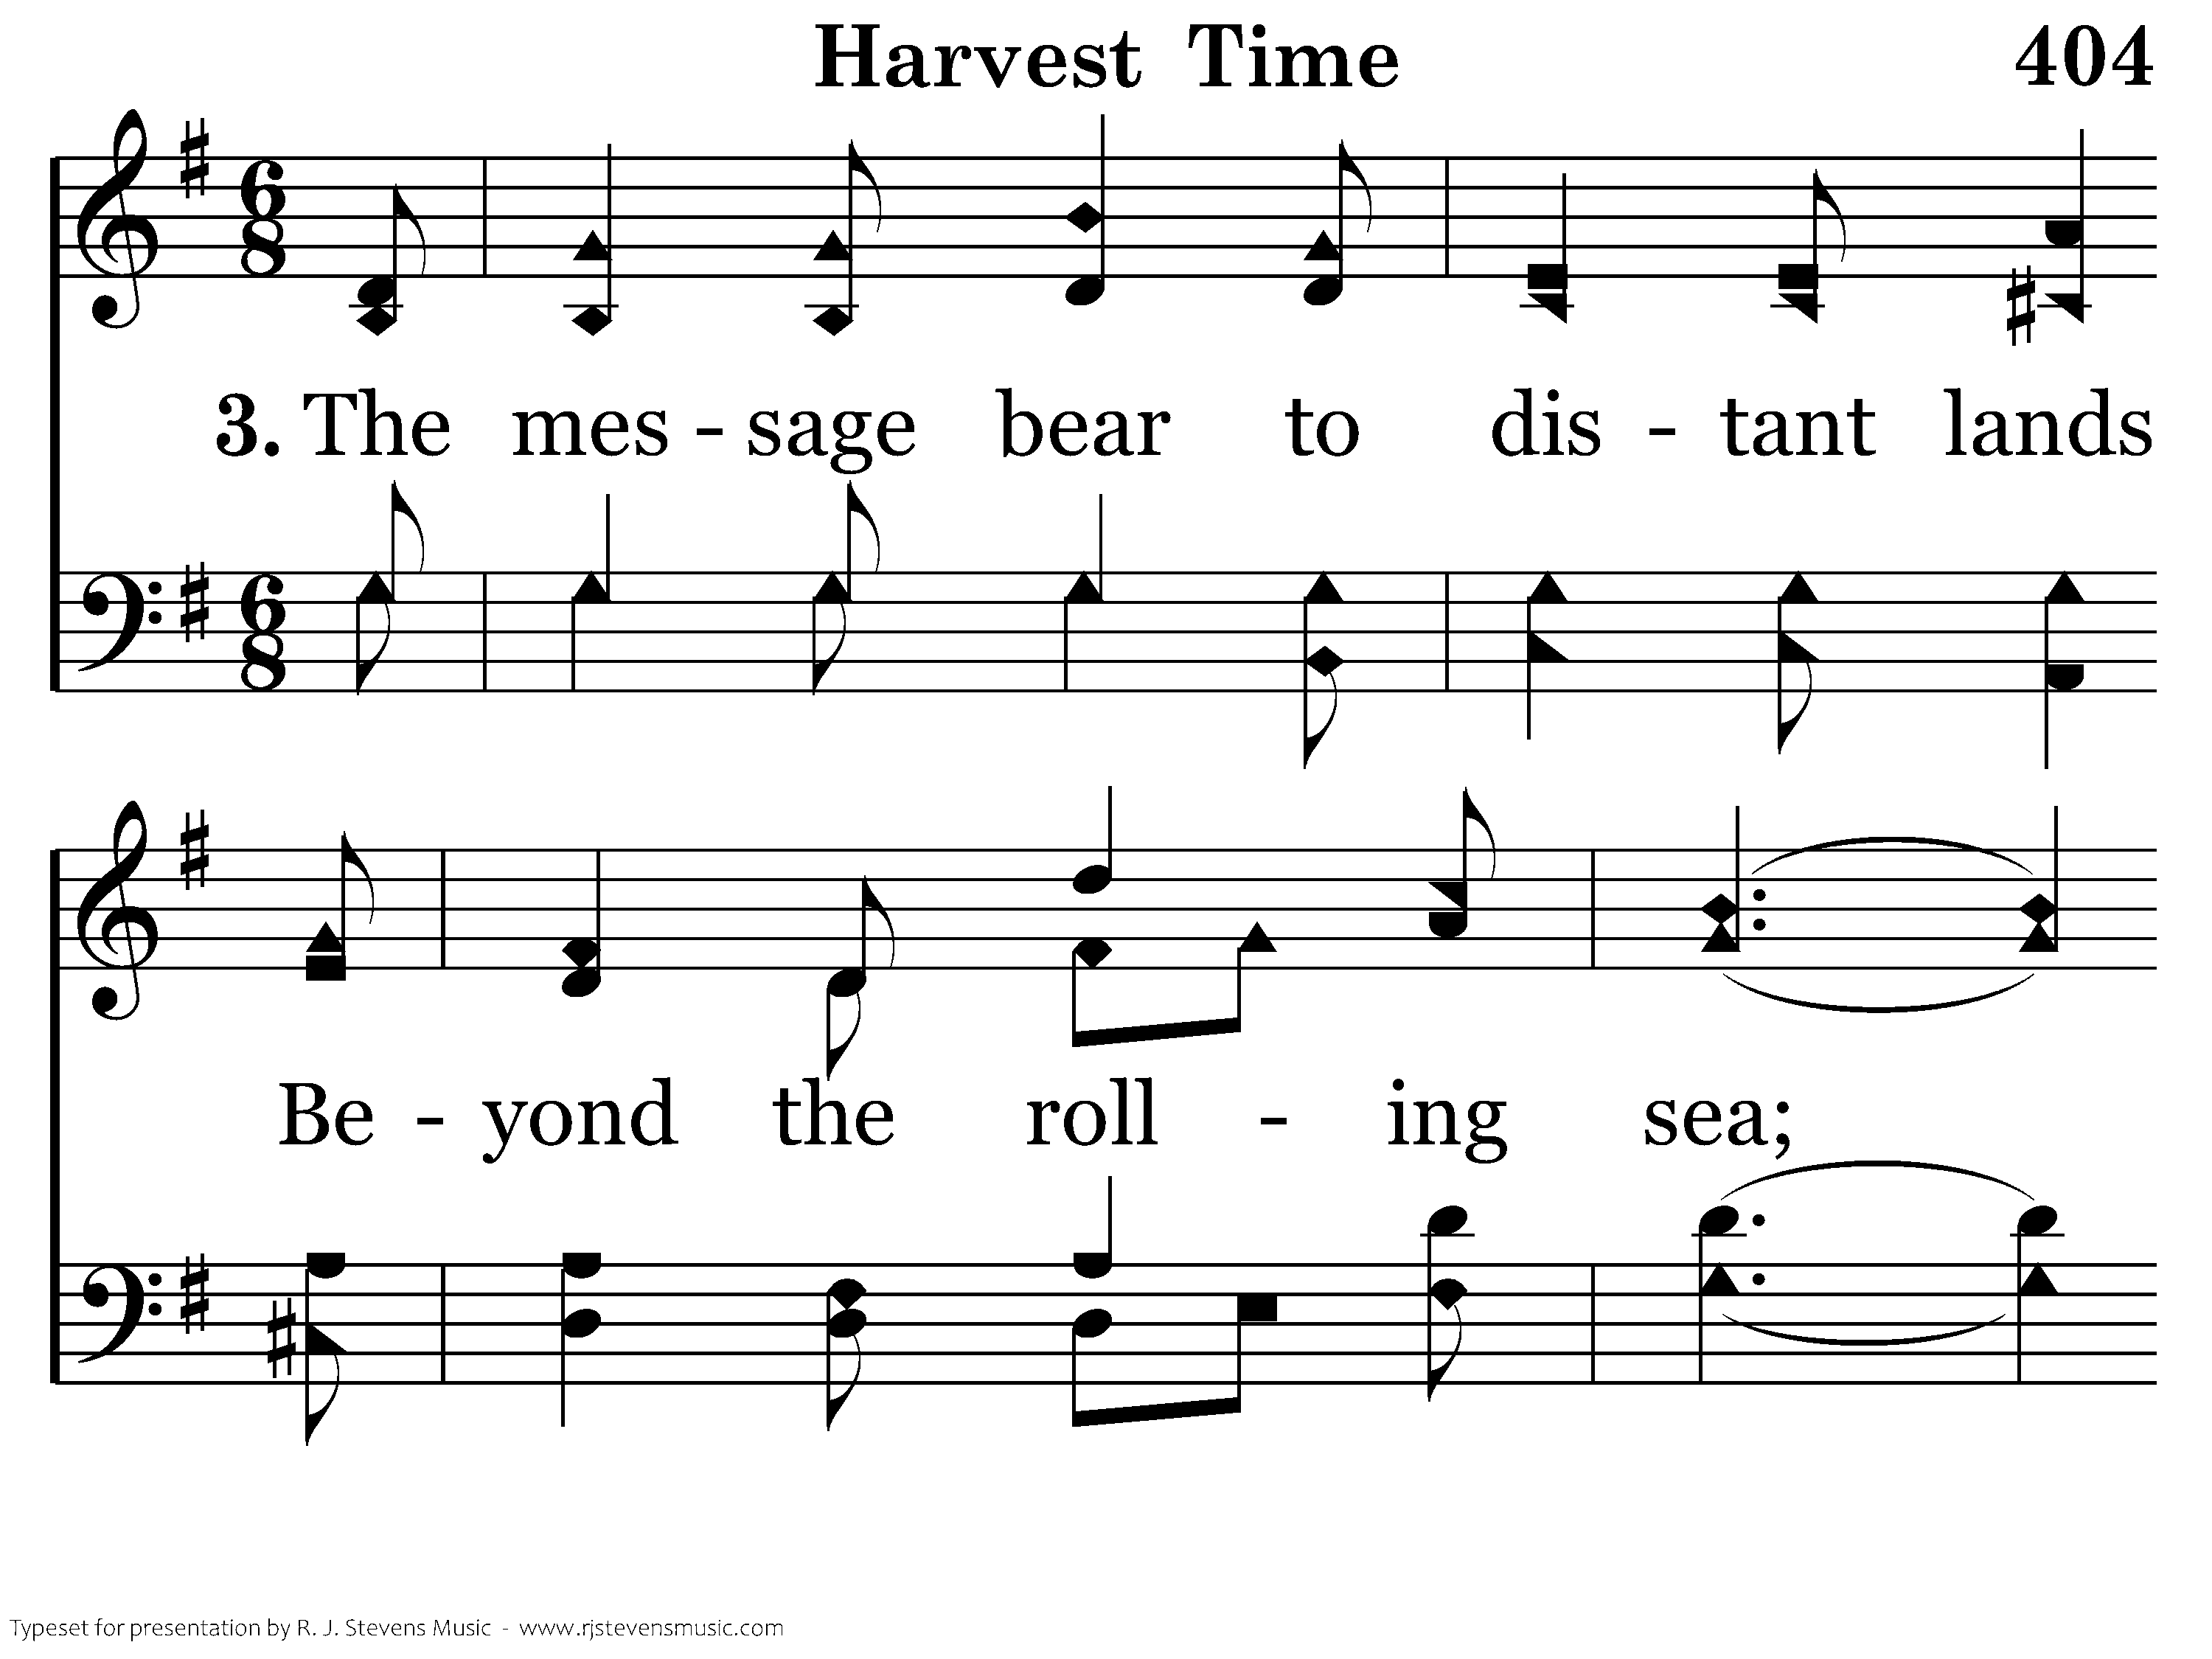 Harvest Time 404
3. The mes - sage bear to dis - tant lands
Be - yond the roll - ing sea;
Typeset for presentation by R. J. Stevens Music - www.rjstevensmusic.com